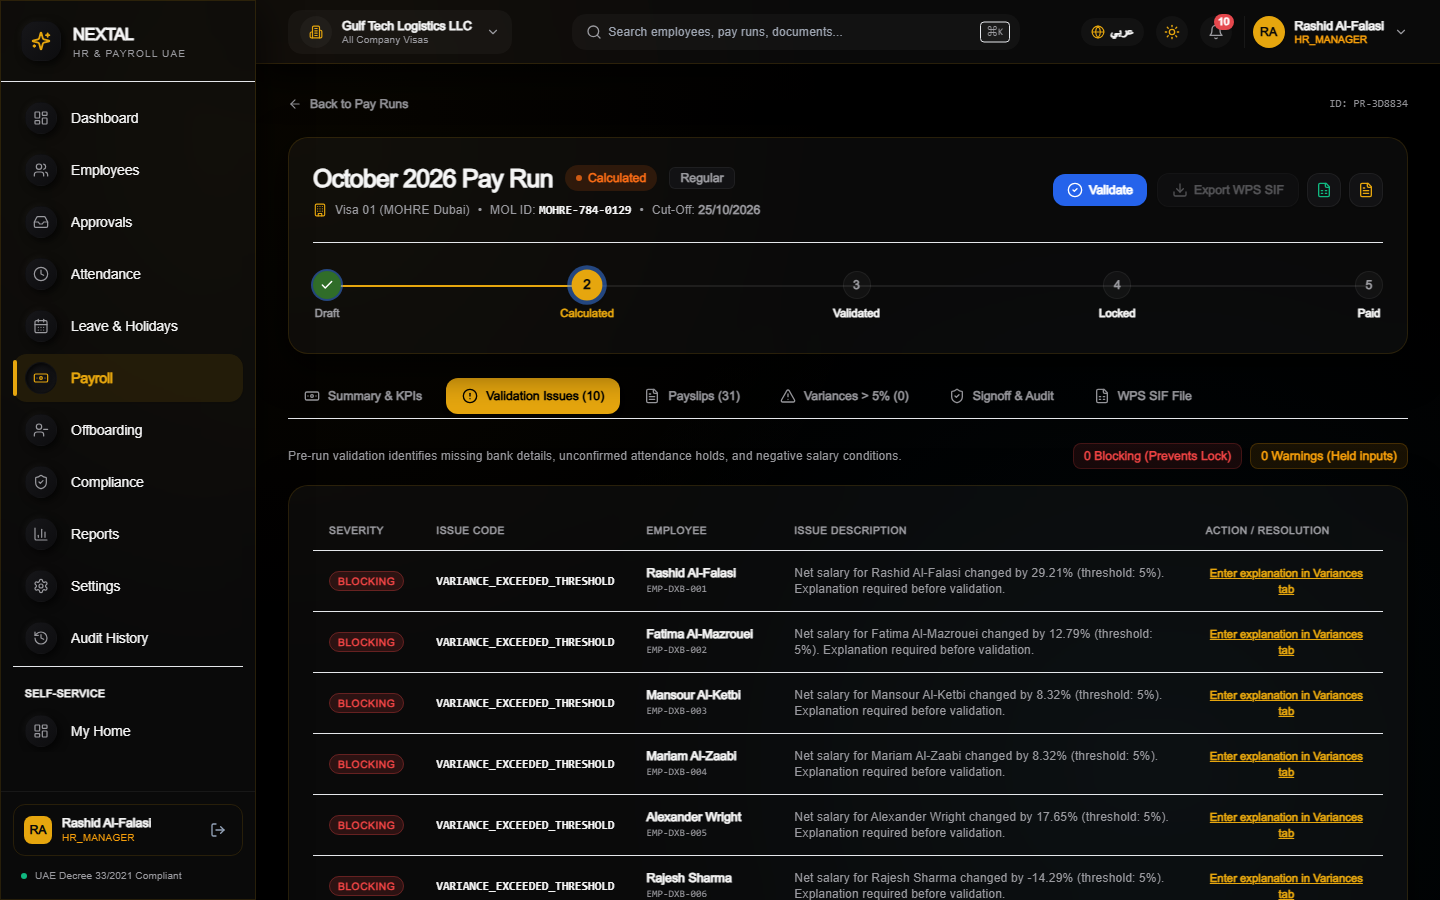 NEXTAL
HR & PAYROLL UAE
Gulf Tech Logistics LLC
All Company Visas
Search employees, pay runs, documents...
⌘K
عربي
10
RA
Rashid Al-Falasi
HR_MANAGER
Dashboard
Employees
Approvals
Attendance
Leave & Holidays
Payroll
Offboarding
Compliance
Reports
Settings
Audit History
SELF-SERVICE
My Home
RA
Rashid Al-Falasi
HR_MANAGER
UAE Decree 33/2021 Compliant
Back to Pay Runs
ID: PR-3D8834
October 2026 Pay Run
Calculated
Regular
Visa 01 (MOHRE Dubai) • MOL ID: MOHRE-784-0129 • Cut-Off: 25/10/2026
Validate
Export WPS SIF
2 3 4 5
Draft Calculated Validated Locked Paid
Summary & KPIs
Validation Issues (10)
Payslips (31)
Variances > 5% (0)
Signoff & Audit
WPS SIF File
Pre-run validation identifies missing bank details, unconfirmed attendance holds, and negative salary conditions.
0 Blocking (Prevents Lock)
0 Warnings (Held inputs)
SEVERITY ISSUE CODE EMPLOYEE ISSUE DESCRIPTION ACTION / RESOLUTION
BLOCKING
VARIANCE_EXCEEDED_THRESHOLD
Rashid Al-Falasi
EMP-DXB-001
Net salary for Rashid Al-Falasi changed by 29.21% (threshold: 5%).
Explanation required before validation.
Enter explanation in Variances
tab
BLOCKING
VARIANCE_EXCEEDED_THRESHOLD
Fatima Al-Mazrouei
EMP-DXB-002
Net salary for Fatima Al-Mazrouei changed by 12.79% (threshold:
5%). Explanation required before validation.
Enter explanation in Variances
tab
BLOCKING
VARIANCE_EXCEEDED_THRESHOLD
Mansour Al-Ketbi
EMP-DXB-003
Net salary for Mansour Al-Ketbi changed by 8.32% (threshold: 5%).
Explanation required before validation.
Enter explanation in Variances
tab
BLOCKING
VARIANCE_EXCEEDED_THRESHOLD
Mariam Al-Zaabi
EMP-DXB-004
Net salary for Mariam Al-Zaabi changed by 8.32% (threshold: 5%).
Explanation required before validation.
Enter explanation in Variances
tab
BLOCKING
VARIANCE_EXCEEDED_THRESHOLD
Alexander Wright
EMP-DXB-005
Net salary for Alexander Wright changed by 17.65% (threshold: 5%).
Explanation required before validation.
Enter explanation in Variances
tab
BLOCKING
VARIANCE_EXCEEDED_THRESHOLD
Rajesh Sharma
EMP-DXB-006
Net salary for Rajesh Sharma changed by -14.29% (threshold: 5%).
Explanation required before validation.
Enter explanation in Variances
tab